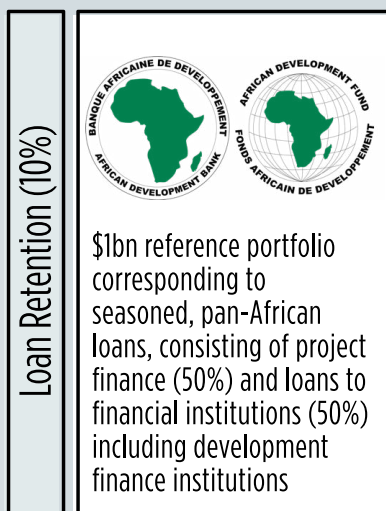 Loan Retention (10%)
BANQUE AFRICAINE DE DEVELOPPEMENT
AFRICAN DEVELOPMENT BANK
AFRICAN DEVELOPMENT FUND
FONDS AFRICAIN DE DEVELOPPEMENT
$1bn reference portfolio
corresponding to
seasoned, pan-African
loans, consisting of project
finance (50%) and loans to
financial institutions (50%)
including development
finance institutions